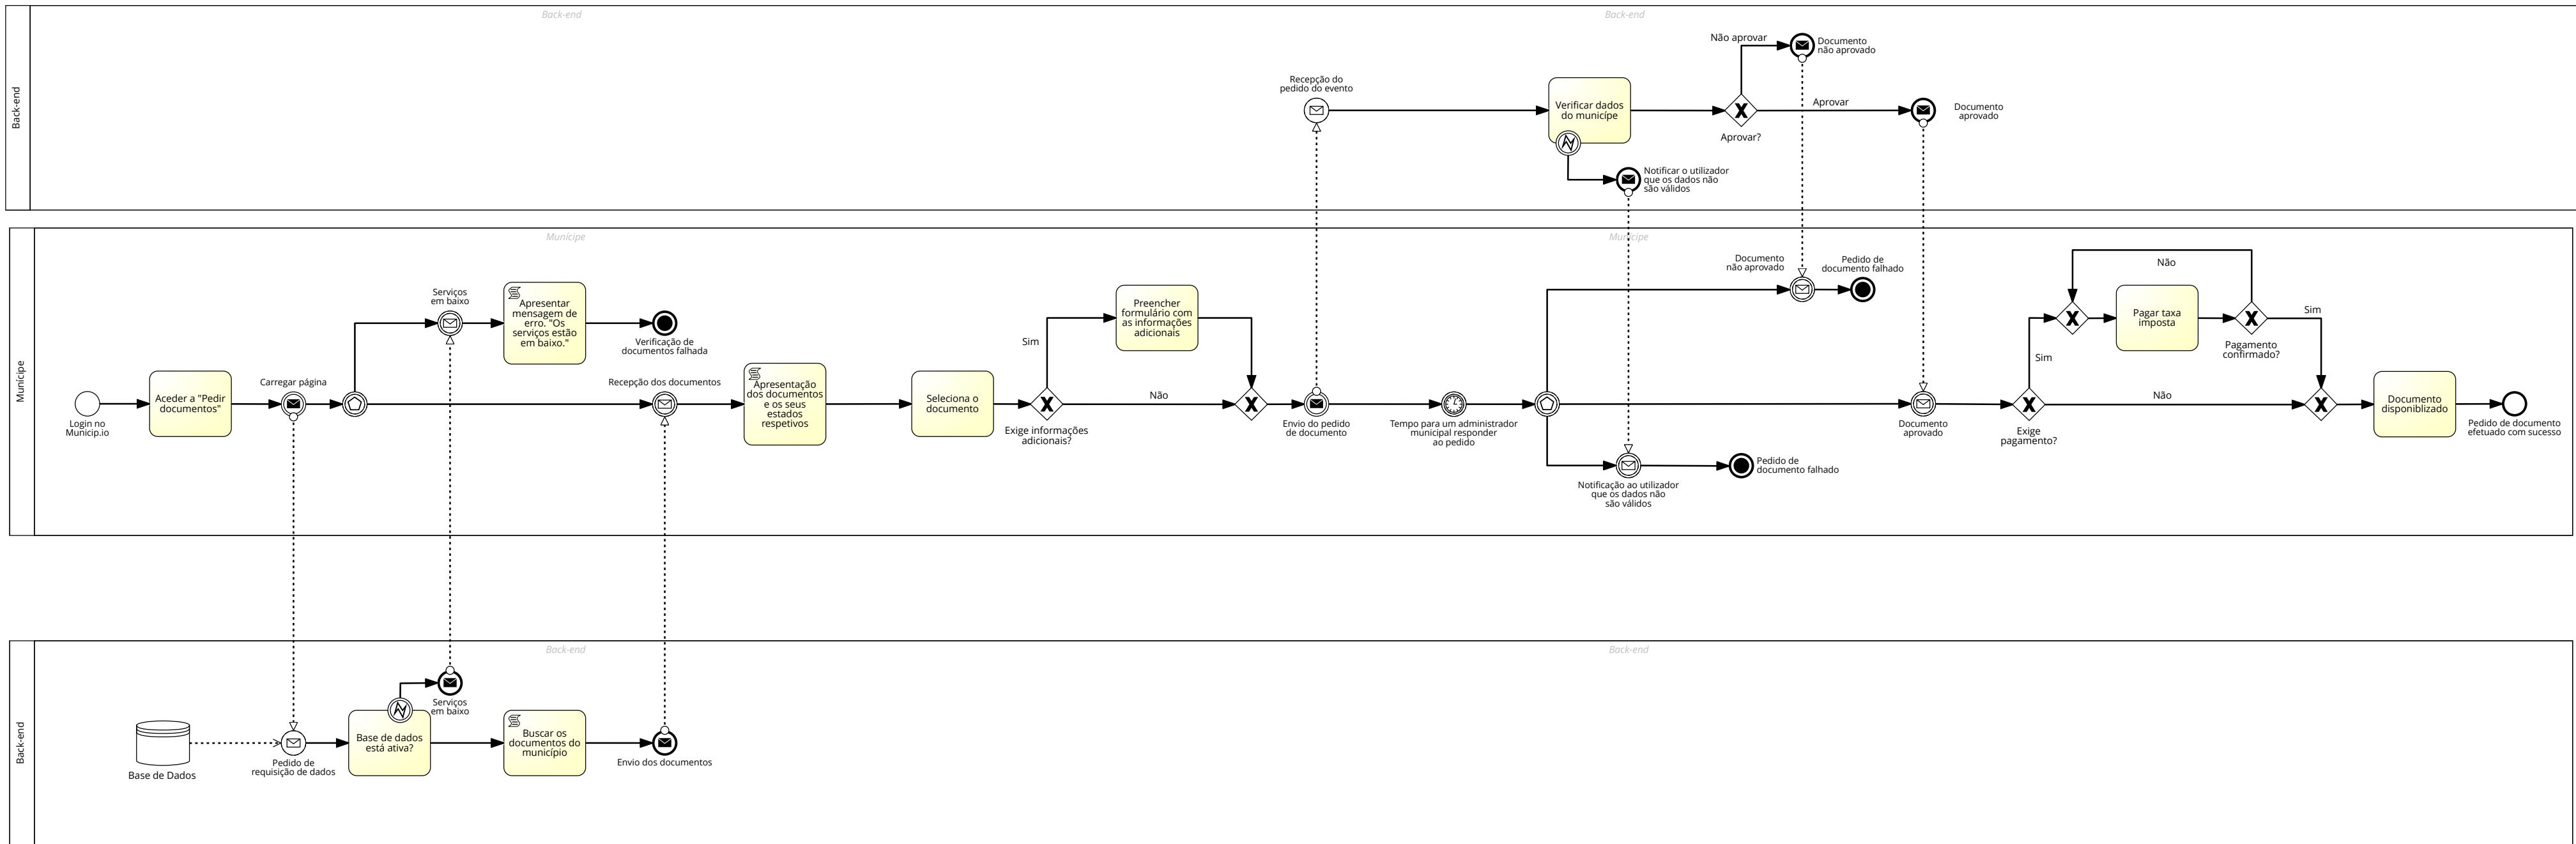 Back-end
Back-end
Back-end
Não aprovar
Documento
não aprovado
Recepção do
pedido do evento
Verificar dados
do municípe
Aprovar
Documento
aprovado
Aprovar?
Notificar o utilizador
que os dados não
são válidos
Munícipe
Munícipe
Munícipe
Serviços
em baixo
Apresentar
mensagem de
erro. "Os
serviços estão
em baixo."
Verificação de
documentos falhada
Login no
Municip.io
Aceder a "Pedir
documentos"
Carregar página
Recepção dos documentos
Apresentação
dos documentos
e os seus
estados
respetivos
Seleciona o
documento
Exige informações
adicionais?
Sim
Preencher
formulário com
as informações
adicionais
Não
Envio do pedido
de documento
Tempo para um administrador
municipal responder
ao pedido
Documento
não aprovado
Pedido de
documento falhado
Notificação ao utilizador
que os dados não
são válidos
Pedido de
documento falhado
Documento
aprovado
Exige
pagamento?
Sim
Não
Pagar taxa
imposta
Pagamento
confirmado?
Sim
Não
Documento
disponiblizado
Pedido de documento
efetuado com sucesso
Back-end
Back-end
Back-end
Base de Dados
Pedido de
requisição de dados
Base de dados
está ativa?
Serviços
em baixo
Buscar os
documentos do
município
Envio dos documentos